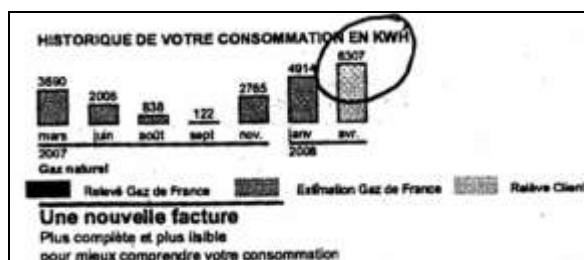 HISTORIQUE DE VOTRE CONSOMMATION EN KWH
3690 2006 838 122 2765 4914 6307
mars juin août sept nov. janv avr.
2007 2008
Gaz naturel
Relevé Gaz de France Estimation Gaz de France Relève Client
Une nouvelle facture
Plus complète et plus lisible
pour mieux comprendre votre consommation